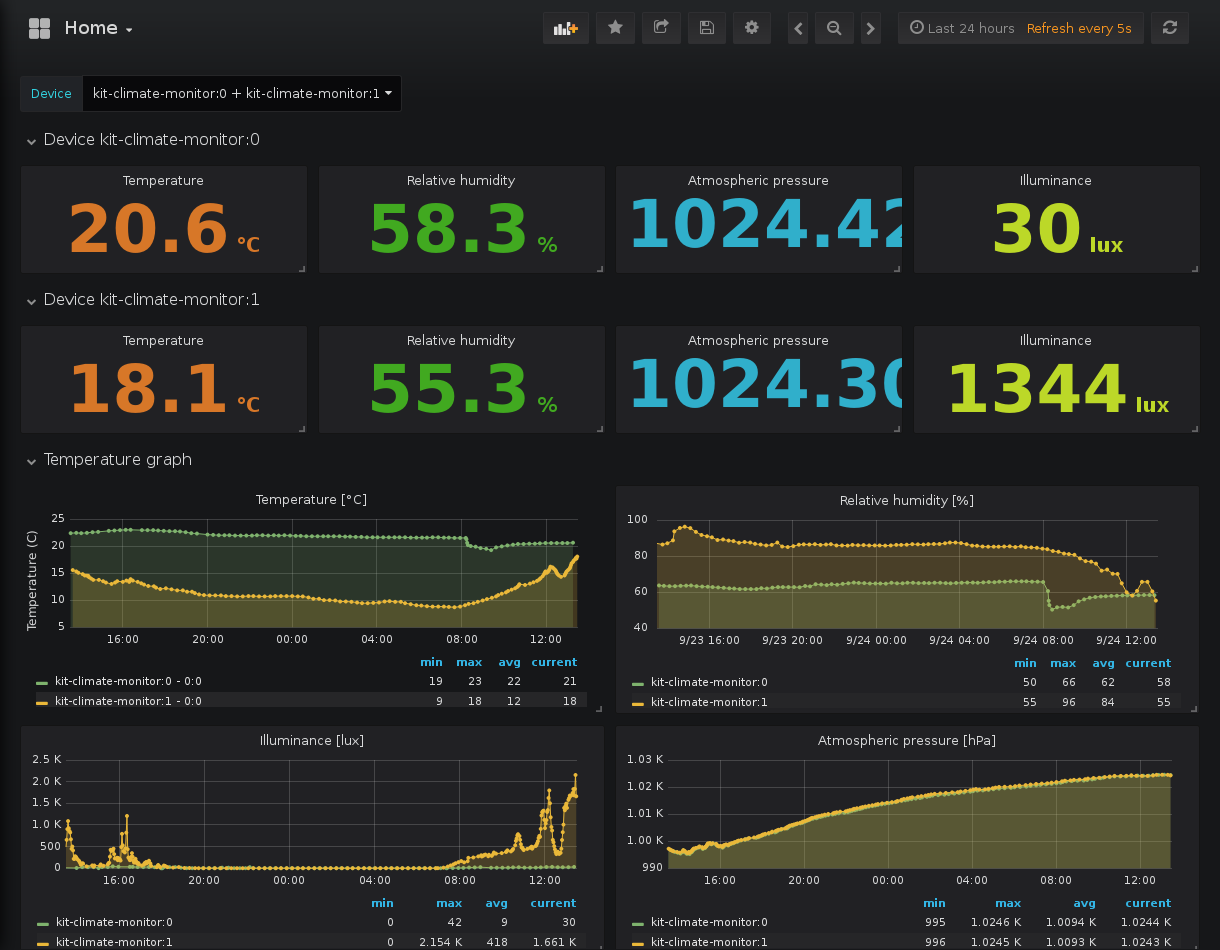 Home
Last 24 hours Refresh every 5s
Device kit-climate-monitor:0 + kit-climate-monitor:1
Device kit-climate-monitor:0
Temperature Relative humidity Atmospheric pressure Illuminance
20.6 °C 58.3 % 1024.42 30 lux
Device kit-climate-monitor:1
Temperature Relative humidity Atmospheric pressure Illuminance
18.1 °C 55.3 % 1024.30 1344 lux
Temperature graph
Temperature [°C]
Temperature (C)
25
20
15
10
5
16:00 20:00 00:00 04:00 08:00 12:00
min max avg current
kit-climate-monitor:0 - 0:0 19 23 22 21
kit-climate-monitor:1 - 0:0 9 18 12 18
Relative humidity [%]
100
80
60
40
9/23 16:00 9/23 20:00 9/24 00:00 9/24 04:00 9/24 08:00 9/24 12:00
min max avg current
kit-climate-monitor:0 50 66 62 58
kit-climate-monitor:1 55 96 84 55
Illuminance [lux]
2.5 K
2.0 K
1.5 K
1.0 K
500
0
16:00 20:00 00:00 04:00 08:00 12:00
min max avg current
kit-climate-monitor:0 0 42 9 30
kit-climate-monitor:1 0 2.154 K 418 1.661 K
Atmospheric pressure [hPa]
1.03 K
1.02 K
1.01 K
1.00 K
990
16:00 20:00 00:00 04:00 08:00 12:00
min max avg current
kit-climate-monitor:0 995 1.0246 K 1.0094 K 1.0244 K
kit-climate-monitor:1 996 1.0245 K 1.0093 K 1.0243 K